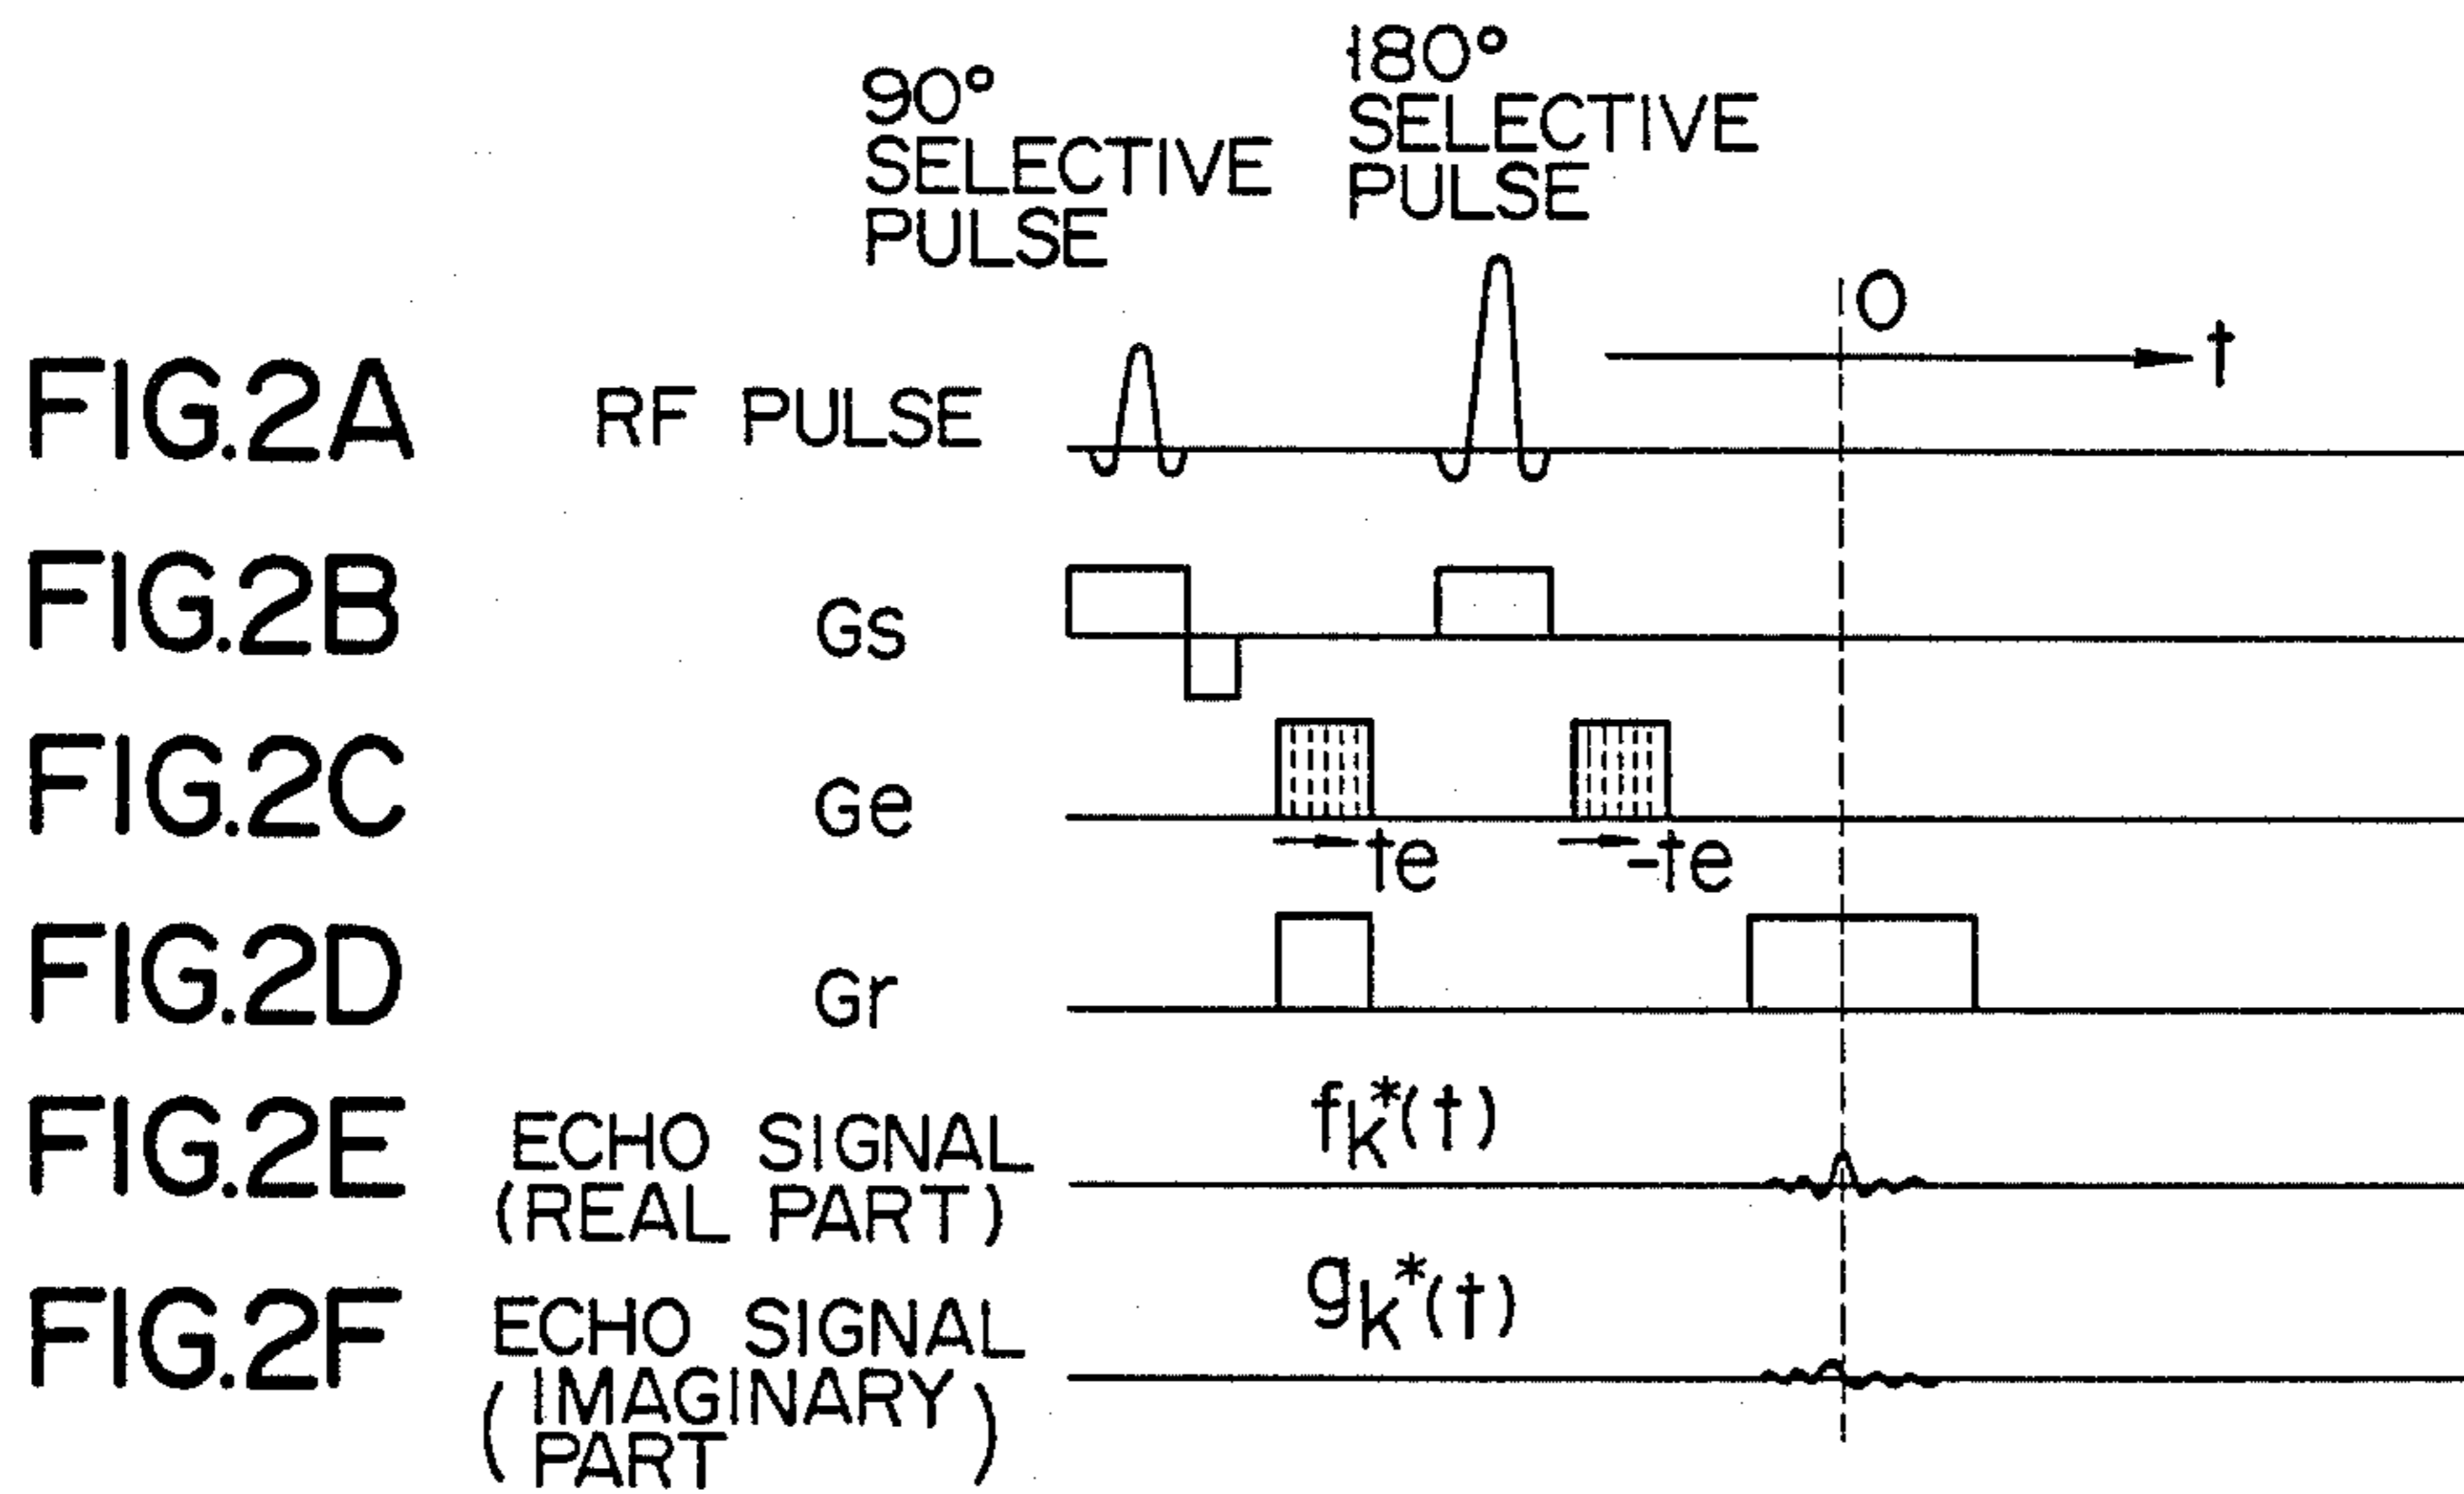 90°
SELECTIVE
PULSE
180°
SELECTIVE
PULSE
O
t
FIG.2A
RF PULSE
FIG.2B
Gs
FIG.2C
Ge
te
-te
FIG.2D
Gr
FIG.2E
ECHO SIGNAL
(REAL PART)
fk*(t)
FIG.2F
ECHO SIGNAL
(IMAGINARY
PART)
gk*(t)